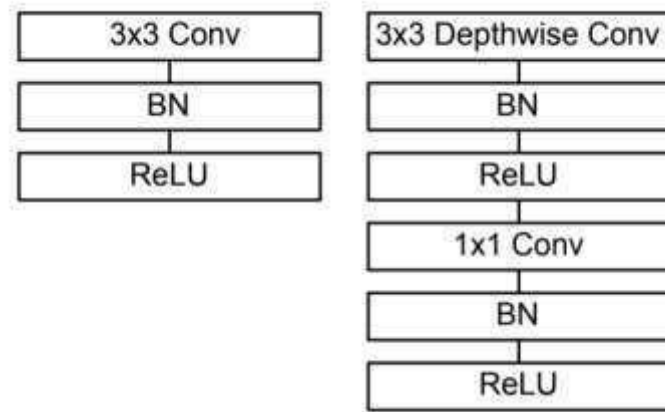 3x3 Conv
BN
ReLU
3x3 Depthwise Conv
BN
ReLU
1x1 Conv
BN
ReLU